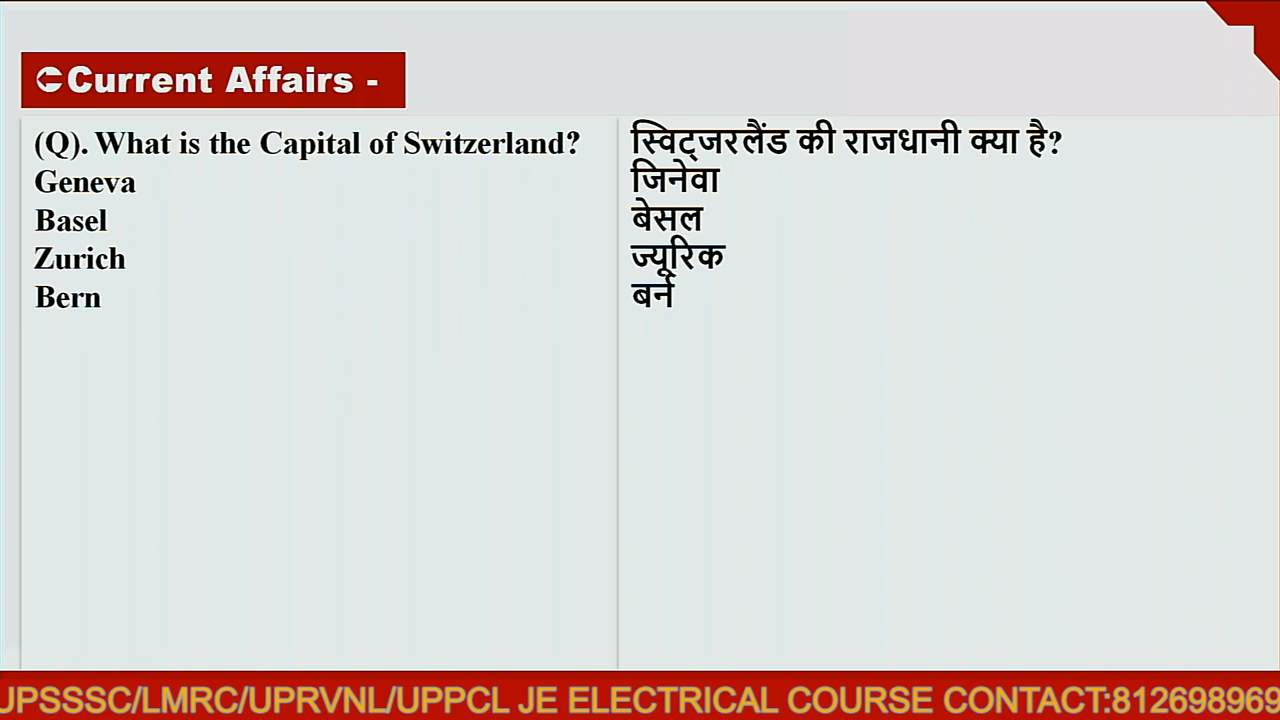 Current Affairs -
(Q). What is the Capital of Switzerland?
Geneva
Basel
Zurich
Bern
स्विट्जरलैंड की राजधानी क्या है?
जिनेवा
बेसल
ज्यूरिक
बर्न
JPSSSC/LMRC/UPRVNL/UPPCL JE ELECTRICAL COURSE CONTACT:812698969